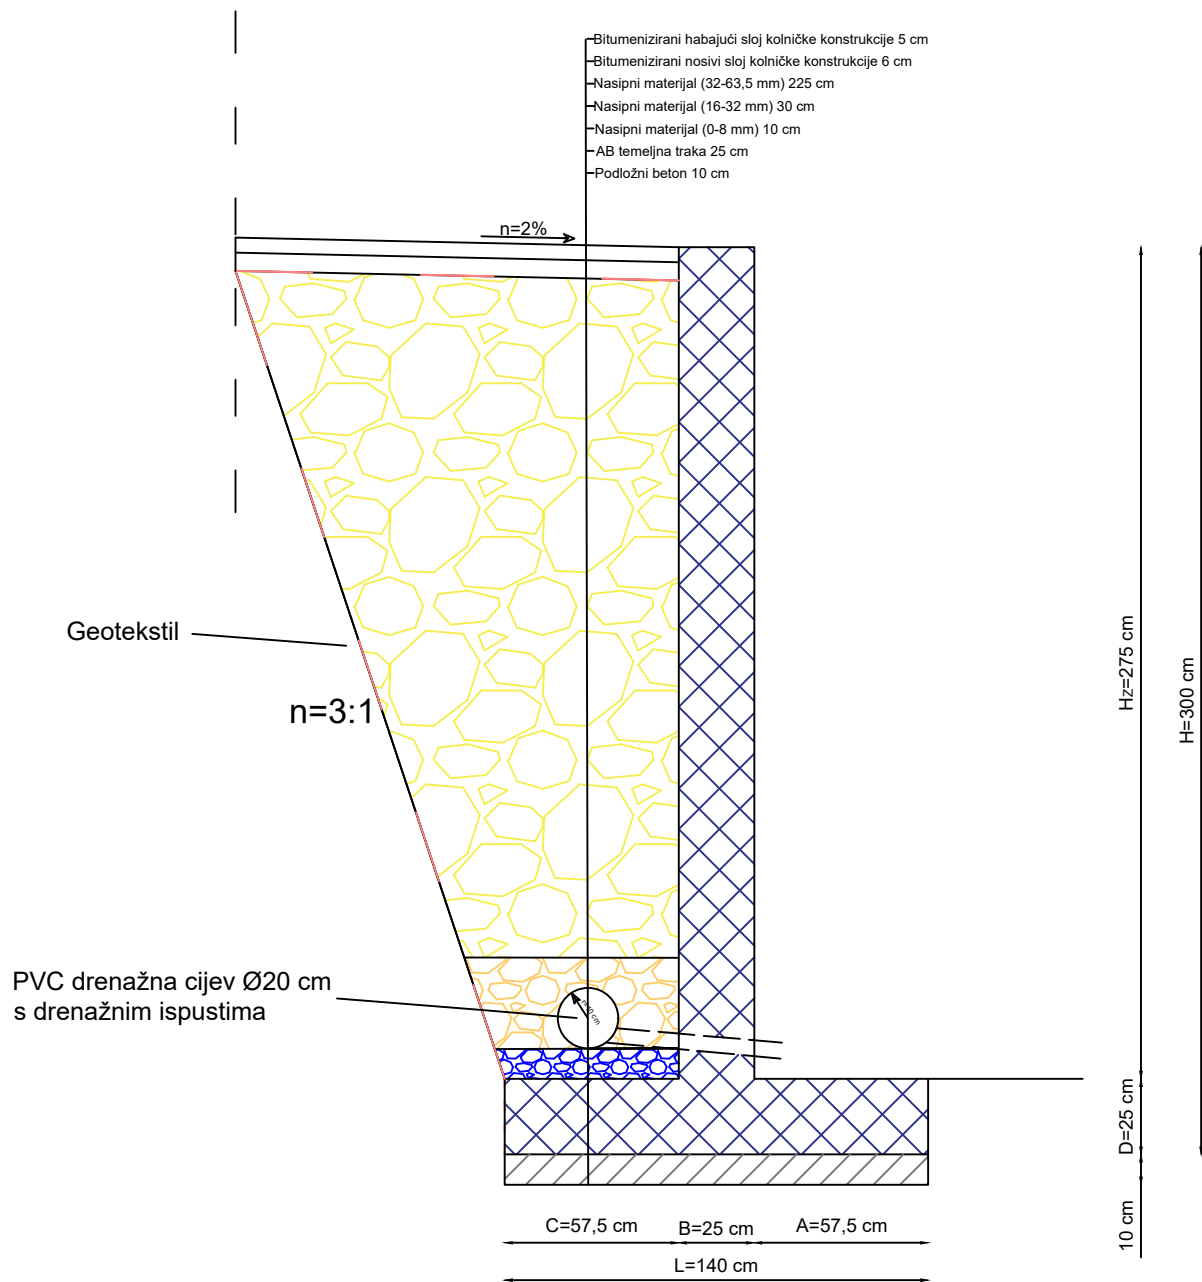 Bitumenizirani habajući sloj kolničke konstrukcije 5 cm
Bitumenizirani nosivi sloj kolničke konstrukcije 6 cm
Nasipni materijal (32-63,5 mm) 225 cm
Nasipni materijal (16-32 mm) 30 cm
Nasipni materijal (0-8 mm) 10 cm
AB temeljna traka 25 cm
Podložni beton 10 cm
n=2%
Geotekstil
n=3:1
Hz=275 cm
H=300 cm
PVC drenažna cijev Ø20 cm
s drenažnim ispustima
r=10 cm
D=25 cm
10 cm
C=57,5 cm
B=25 cm
A=57,5 cm
L=140 cm